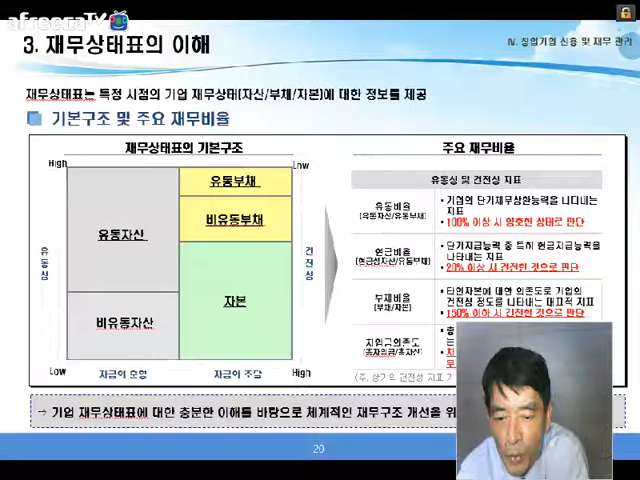 afreecaTV
3. 재무상태표의 이해
Ⅳ. 창업기업 신용 및 재무 관리
재무상태표는 특정 시점의 기업 재무상태(자산/부채/자본)에 대한 정보를 제공
기본구조 및 주요 재무비율
재무상태표의 기본구조
High
Low
유동자산
비유동자산
유동부채
비유동부채
자본
유동성
건전성
Low
자금의 운용
자금의 조달
High
주요 재무비율
유동성 및 건전성 지표
유동비율
(유동자산/유동부채)
• 기업의 단기채무상환능력을 나타내는
지표
• 100% 이상 시 양호한 상태로 판단
현금비율
(현금성자산/유동부채)
• 단기지급능력 중 특히 현금지급능력을
나타내는 지표
• 20% 이상 시 건전한 것으로 판단
부채비율
(부채/자본)
• 타인자본에 대한 의존도로 기업의
건전성 정도를 나타내는 대표적 지표
• 150% 이하 시 건전한 것으로 판단
차입금의존도
(총차입금/총자산)
• 총
(주. 상기의 건전성 지표
→ 기업 재무상태표에 대한 충분한 이해를 바탕으로 체계적인 재무구조 개선을 위
20